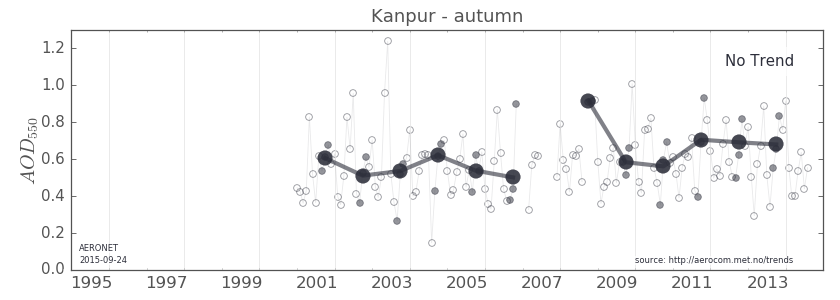 Kanpur - autumn
AOD550
1.2
1.0
0.8
0.6
0.4
0.2
0.0
No Trend
AERONET
2015-09-24
source: http://aerocom.met.no/trends
1995 1997 1999 2001 2003 2005 2007 2009 2011 2013